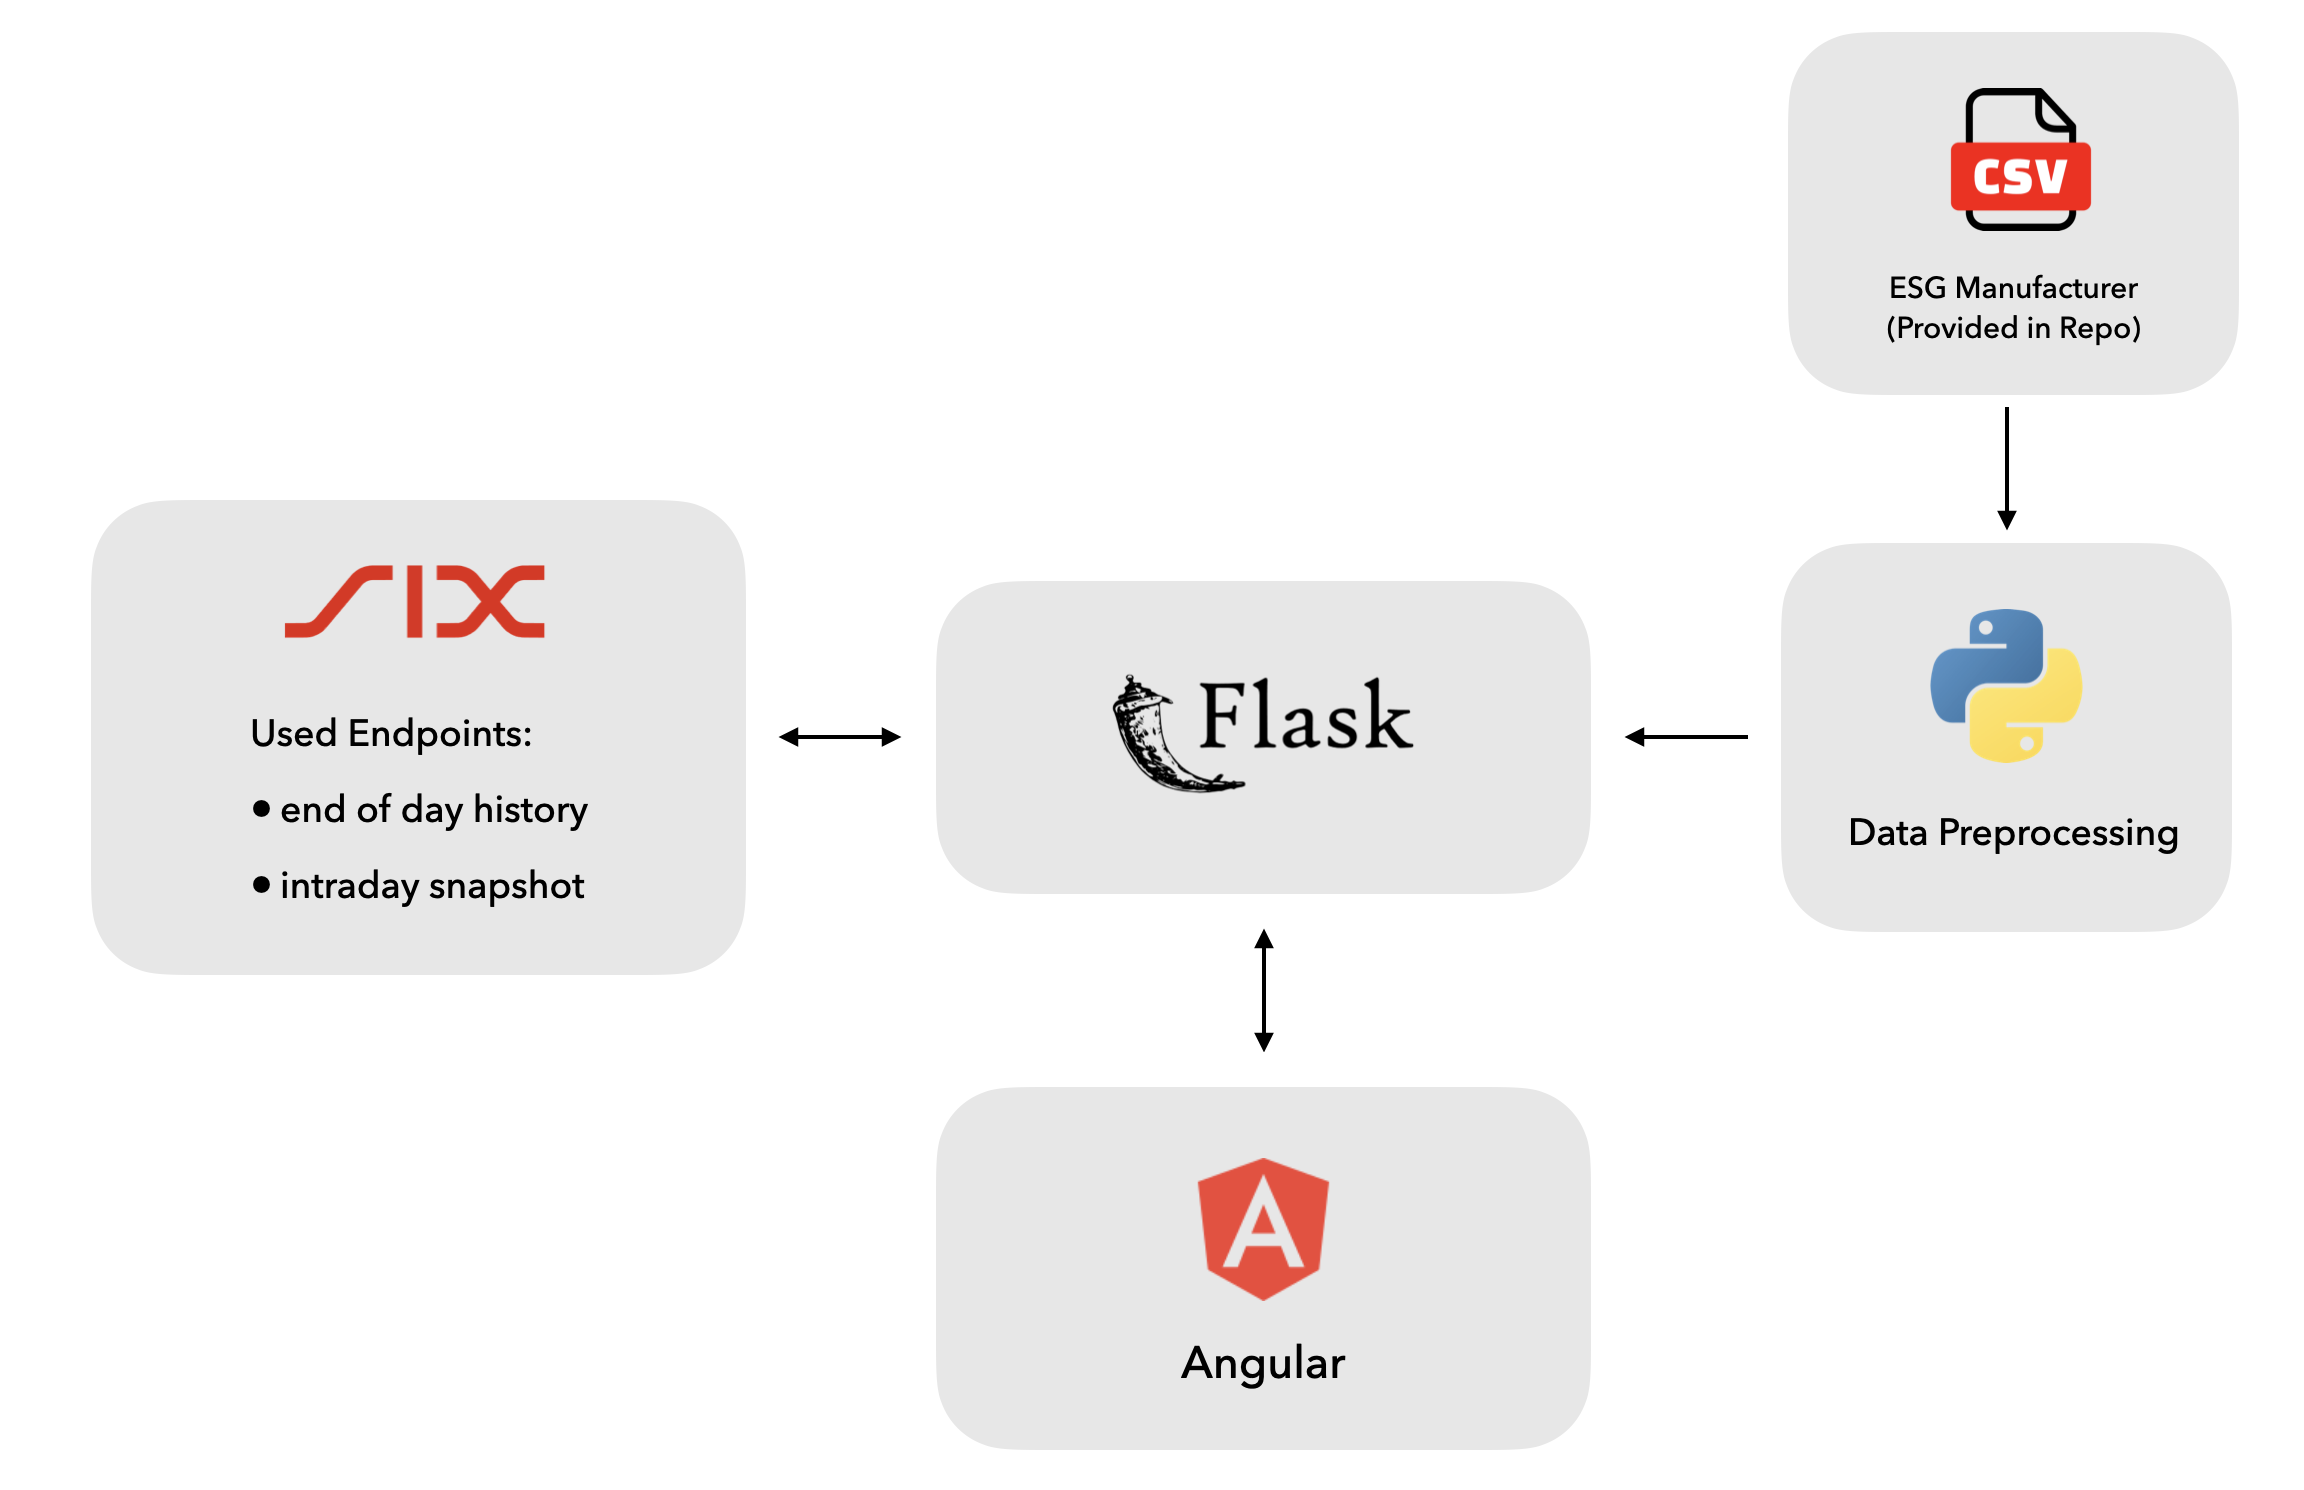 CSV
ESG Manufacturer
(Provided in Repo)
SIX
Used Endpoints:
• end of day history
• intraday snapshot
Flask
Data Preprocessing
A
Angular